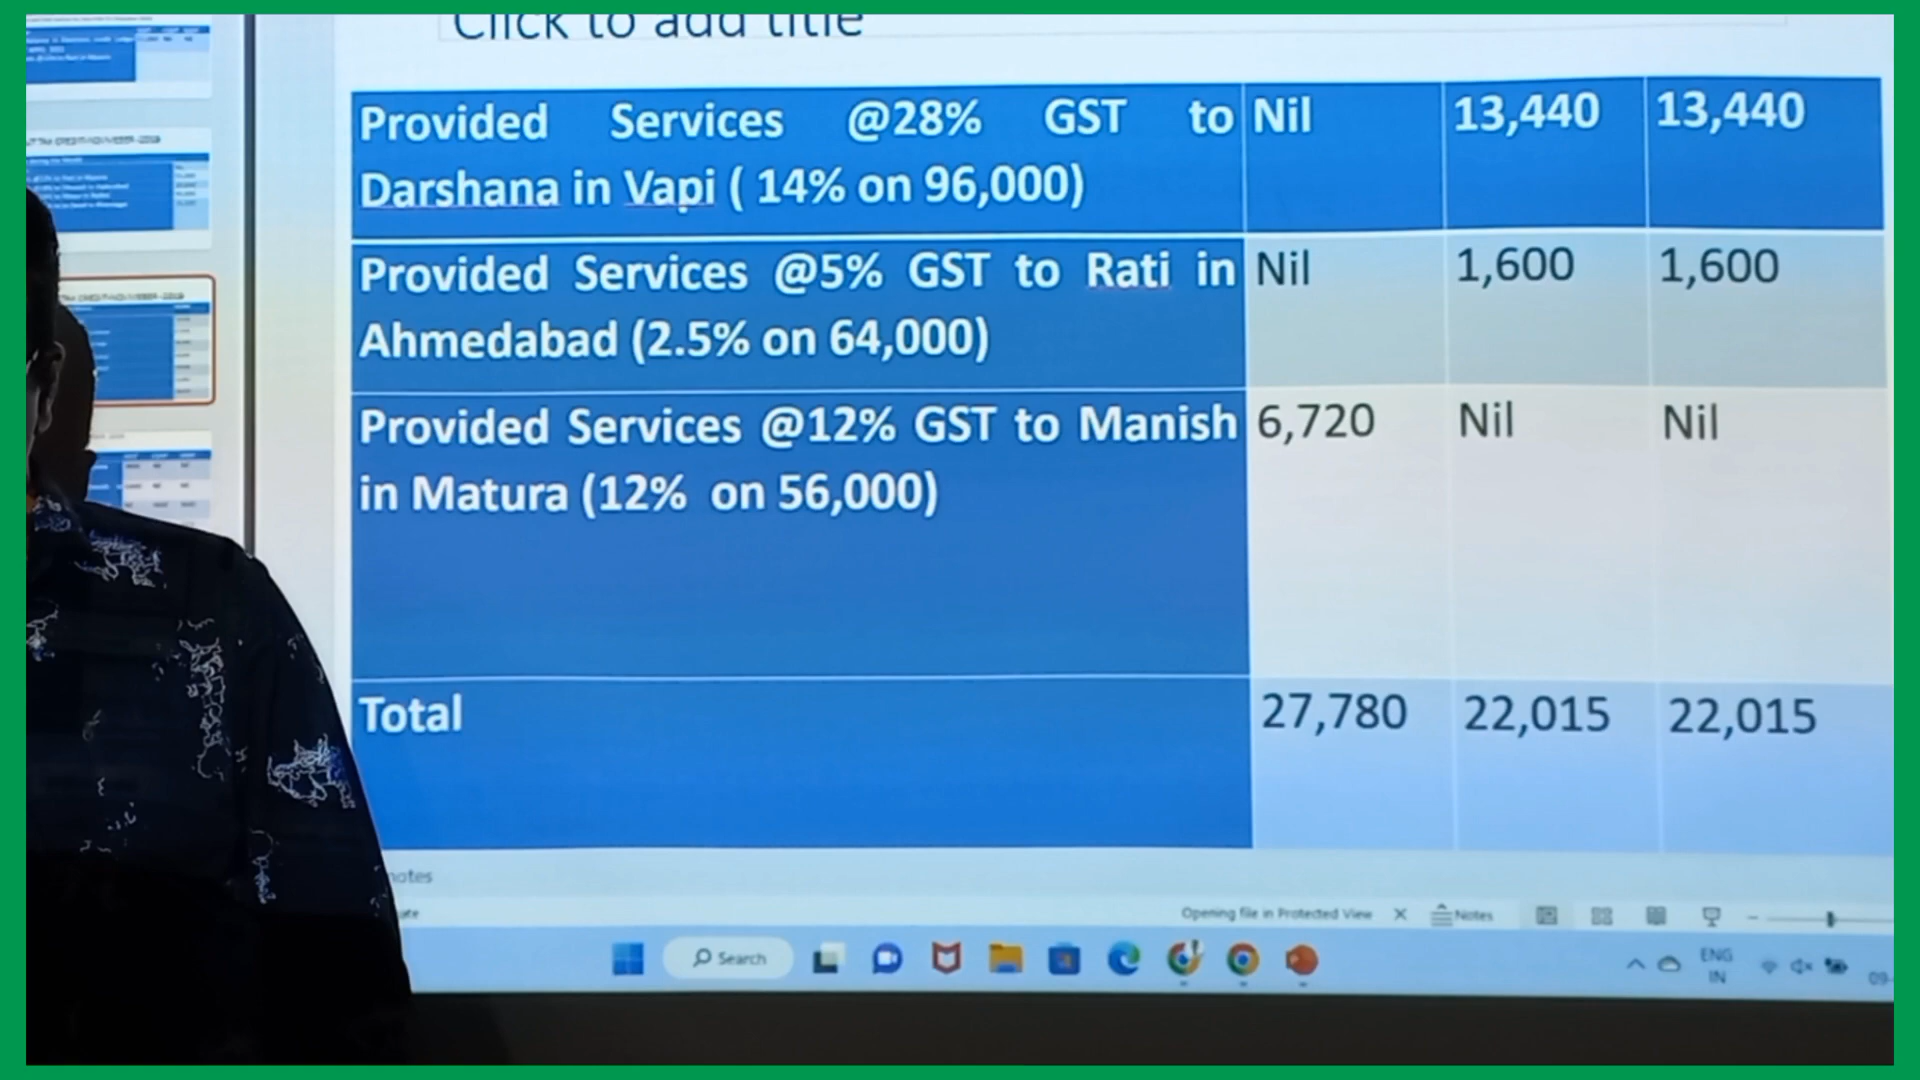 Click to add title
Provided Services @28% GST to Nil 13,440 13,440
Darshana in Vapi ( 14% on 96,000)
Provided Services @5% GST to Rati in Nil 1,600 1,600
Ahmedabad (2.5% on 64,000)
Provided Services @12% GST to Manish 6,720 Nil Nil
in Matura (12% on 56,000)
Total 27,780 22,015 22,015
notes
Opening file in Protected View Notes
Search
ENG
IN